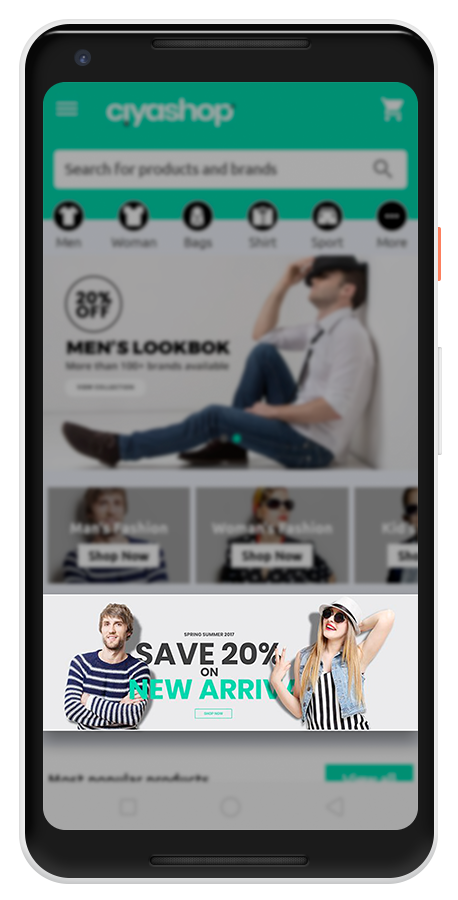 ciyashop
Search for products and brands
Men Woman Bags Shirt Sport More
20%
OFF
MEN'S LOOKBOK
More than 100+ brands available
VIEW COLLECTION
Man's Fashion Woman's Fashion Kid's
Shop Now Shop Now Sho
SPRING SUMMER 2017
SAVE 20%
ON
NEW ARRIV
SHOP NOW
Most popular products View all